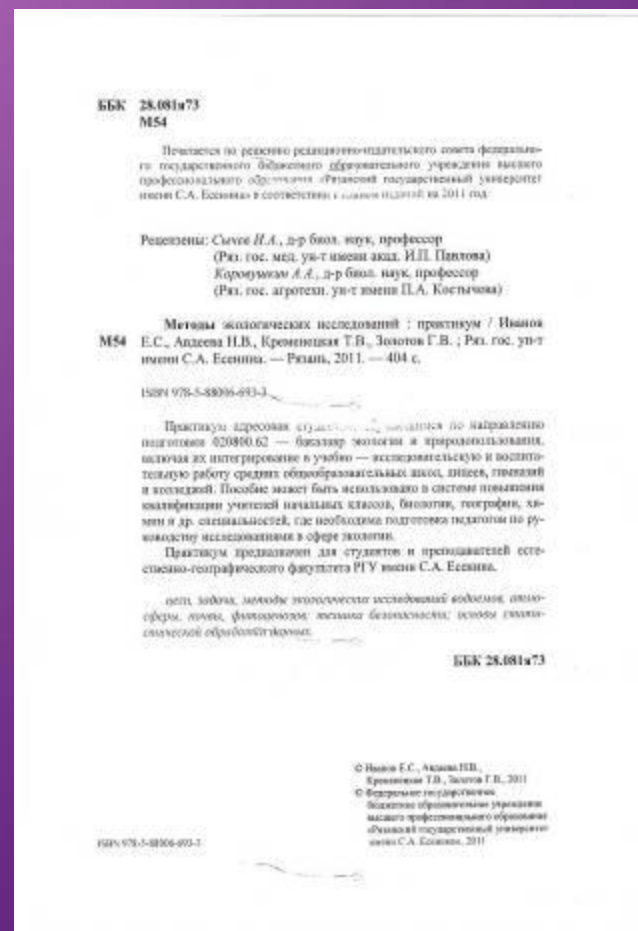 ББК 28.081я73
М54
Печатается по решению редакционно-издательского совета федерально-
го государственного бюджетного образовательного учреждения высшего
профессионального образования «Рязанский государственный университет
имени С.А. Есенина» в соответствии с планом изданий на 2011 год.
Рецензены: Сычев И.А., д-р биол. наук, профессор
(Ряз. гос. мед. ун-т имени акад. И.П. Павлова)
Коровушкин А.А., д-р биол. наук, профессор
(Ряз. гос. агротехн. ун-т имени П.А. Костычева)
Методы экологических исследований : практикум / Иванов
М54 Е.С., Авдеева Н.В., Кременецкая Т.В., Золотов Г.В. ; Ряз. гос. ун-т
имени С.А. Есенина. — Рязань, 2011. — 404 с.
ISBN 978-5-88006-693-3
Практикум адресован по направлению
подготовки 020800.62 — бакалавр экологии и природопользования,
включая их интегрирование в учебно — исследовательскую и воспита-
тельную работу средних общеобразовательных школ, лицеев, гимназий
и колледжей. Пособие может быть использовано в системе повышения
квалификации учителей начальных классов, биологии, географии, хи-
мии и др. специальностей, где необходима подготовка педагогов по ру-
ководству исследованиями в сфере экологии.
Практикум предназначен для студентов и преподавателей есте-
ственно-географического факультета РГУ имени С.А. Есенина.
цели, задачи, методы экологических исследований водоемов, атмо-
сферы, почвы, фитоценозов; техника безопасности; основы стати-
стической обработки данных.
ББК 28.081я73
© Иванов Е.С., Авдеева Н.В.,
Кременецкая Т.В., Золотов Г.В., 2011
© Федеральное государственное
бюджетное образовательное учреждение
высшего профессионального образования
«Рязанский государственный университет
имени С.А. Есенина», 2011
ISBN 978-5-88006-693-3